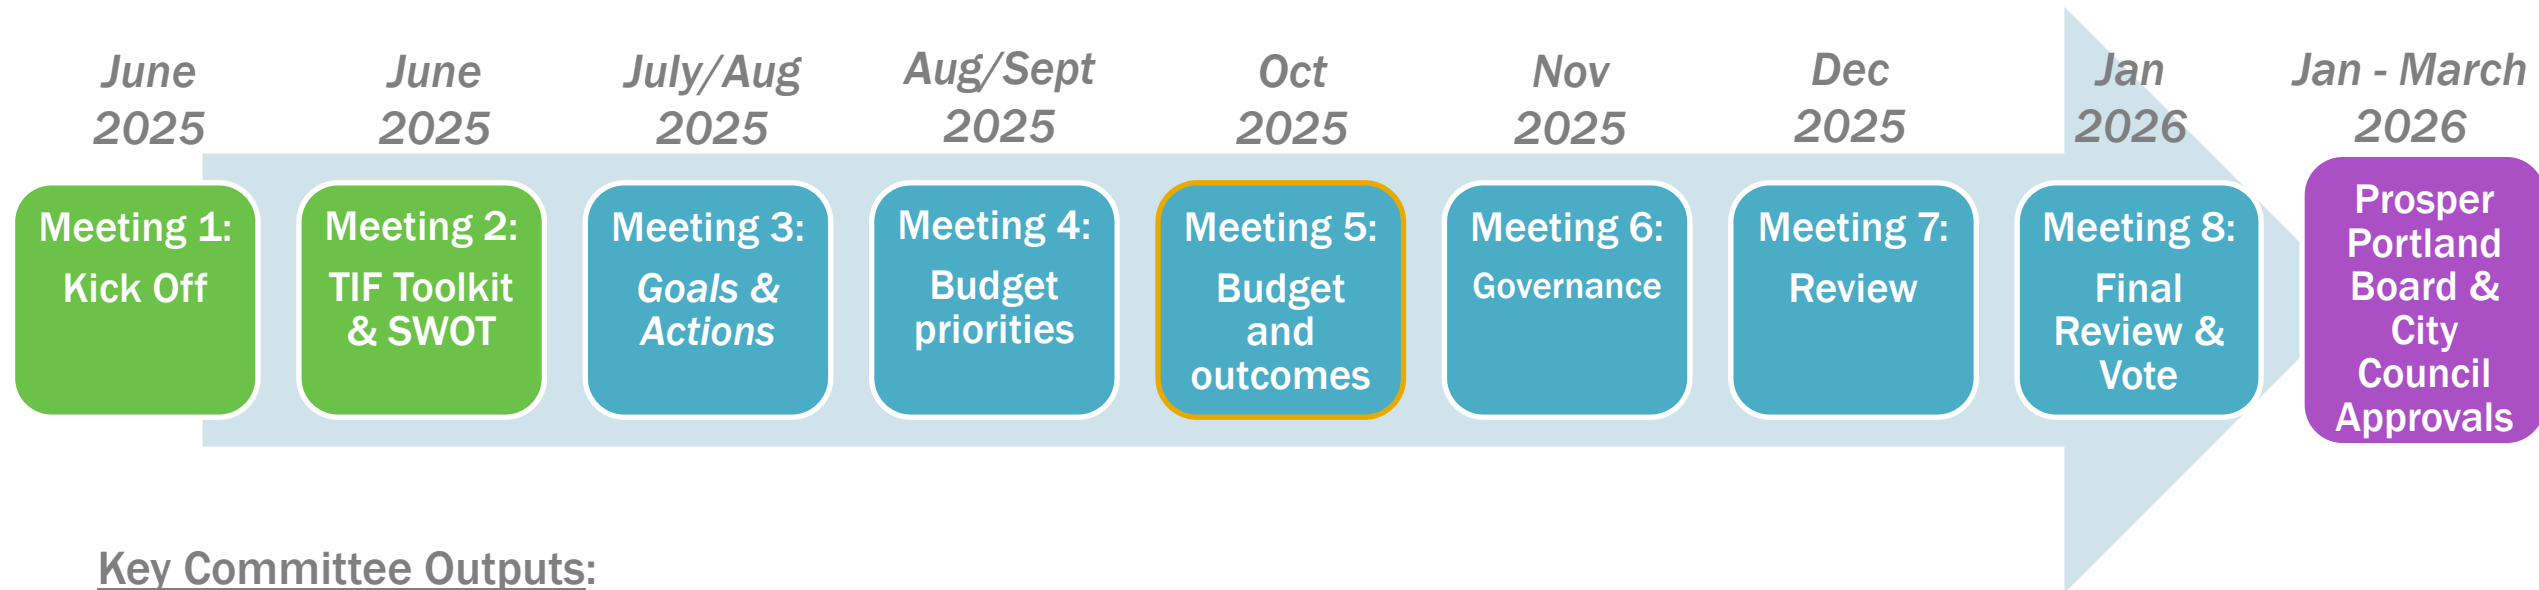 June
2025
June
2025
July/Aug
2025
Aug/Sept
2025
Oct
2025
Nov
2025
Dec
2025
Jan
2026
Jan - March
2026
Meeting 1:
Kick Off
Meeting 2:
TIF Toolkit
& SWOT
Meeting 3:
Goals &
Actions
Meeting 4:
Budget
priorities
Meeting 5:
Budget
and
outcomes
Meeting 6:
Governance
Meeting 7:
Review
Meeting 8:
Final
Review &
Vote
Prosper
Portland
Board &
City
Council
Approvals
Key Committee Outputs: